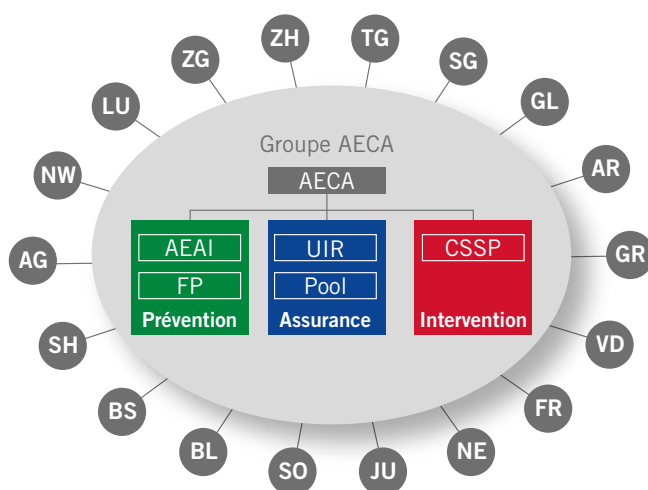 ZH
TG
ZG
SG
LU
GL
Groupe AECA
NW
AECA
AR
AEAI
UIR
CSSP
AG
GR
FP
Pool
Prévention
Assurance
Intervention
SH
VD
BS
FR
BL
NE
SO
JU